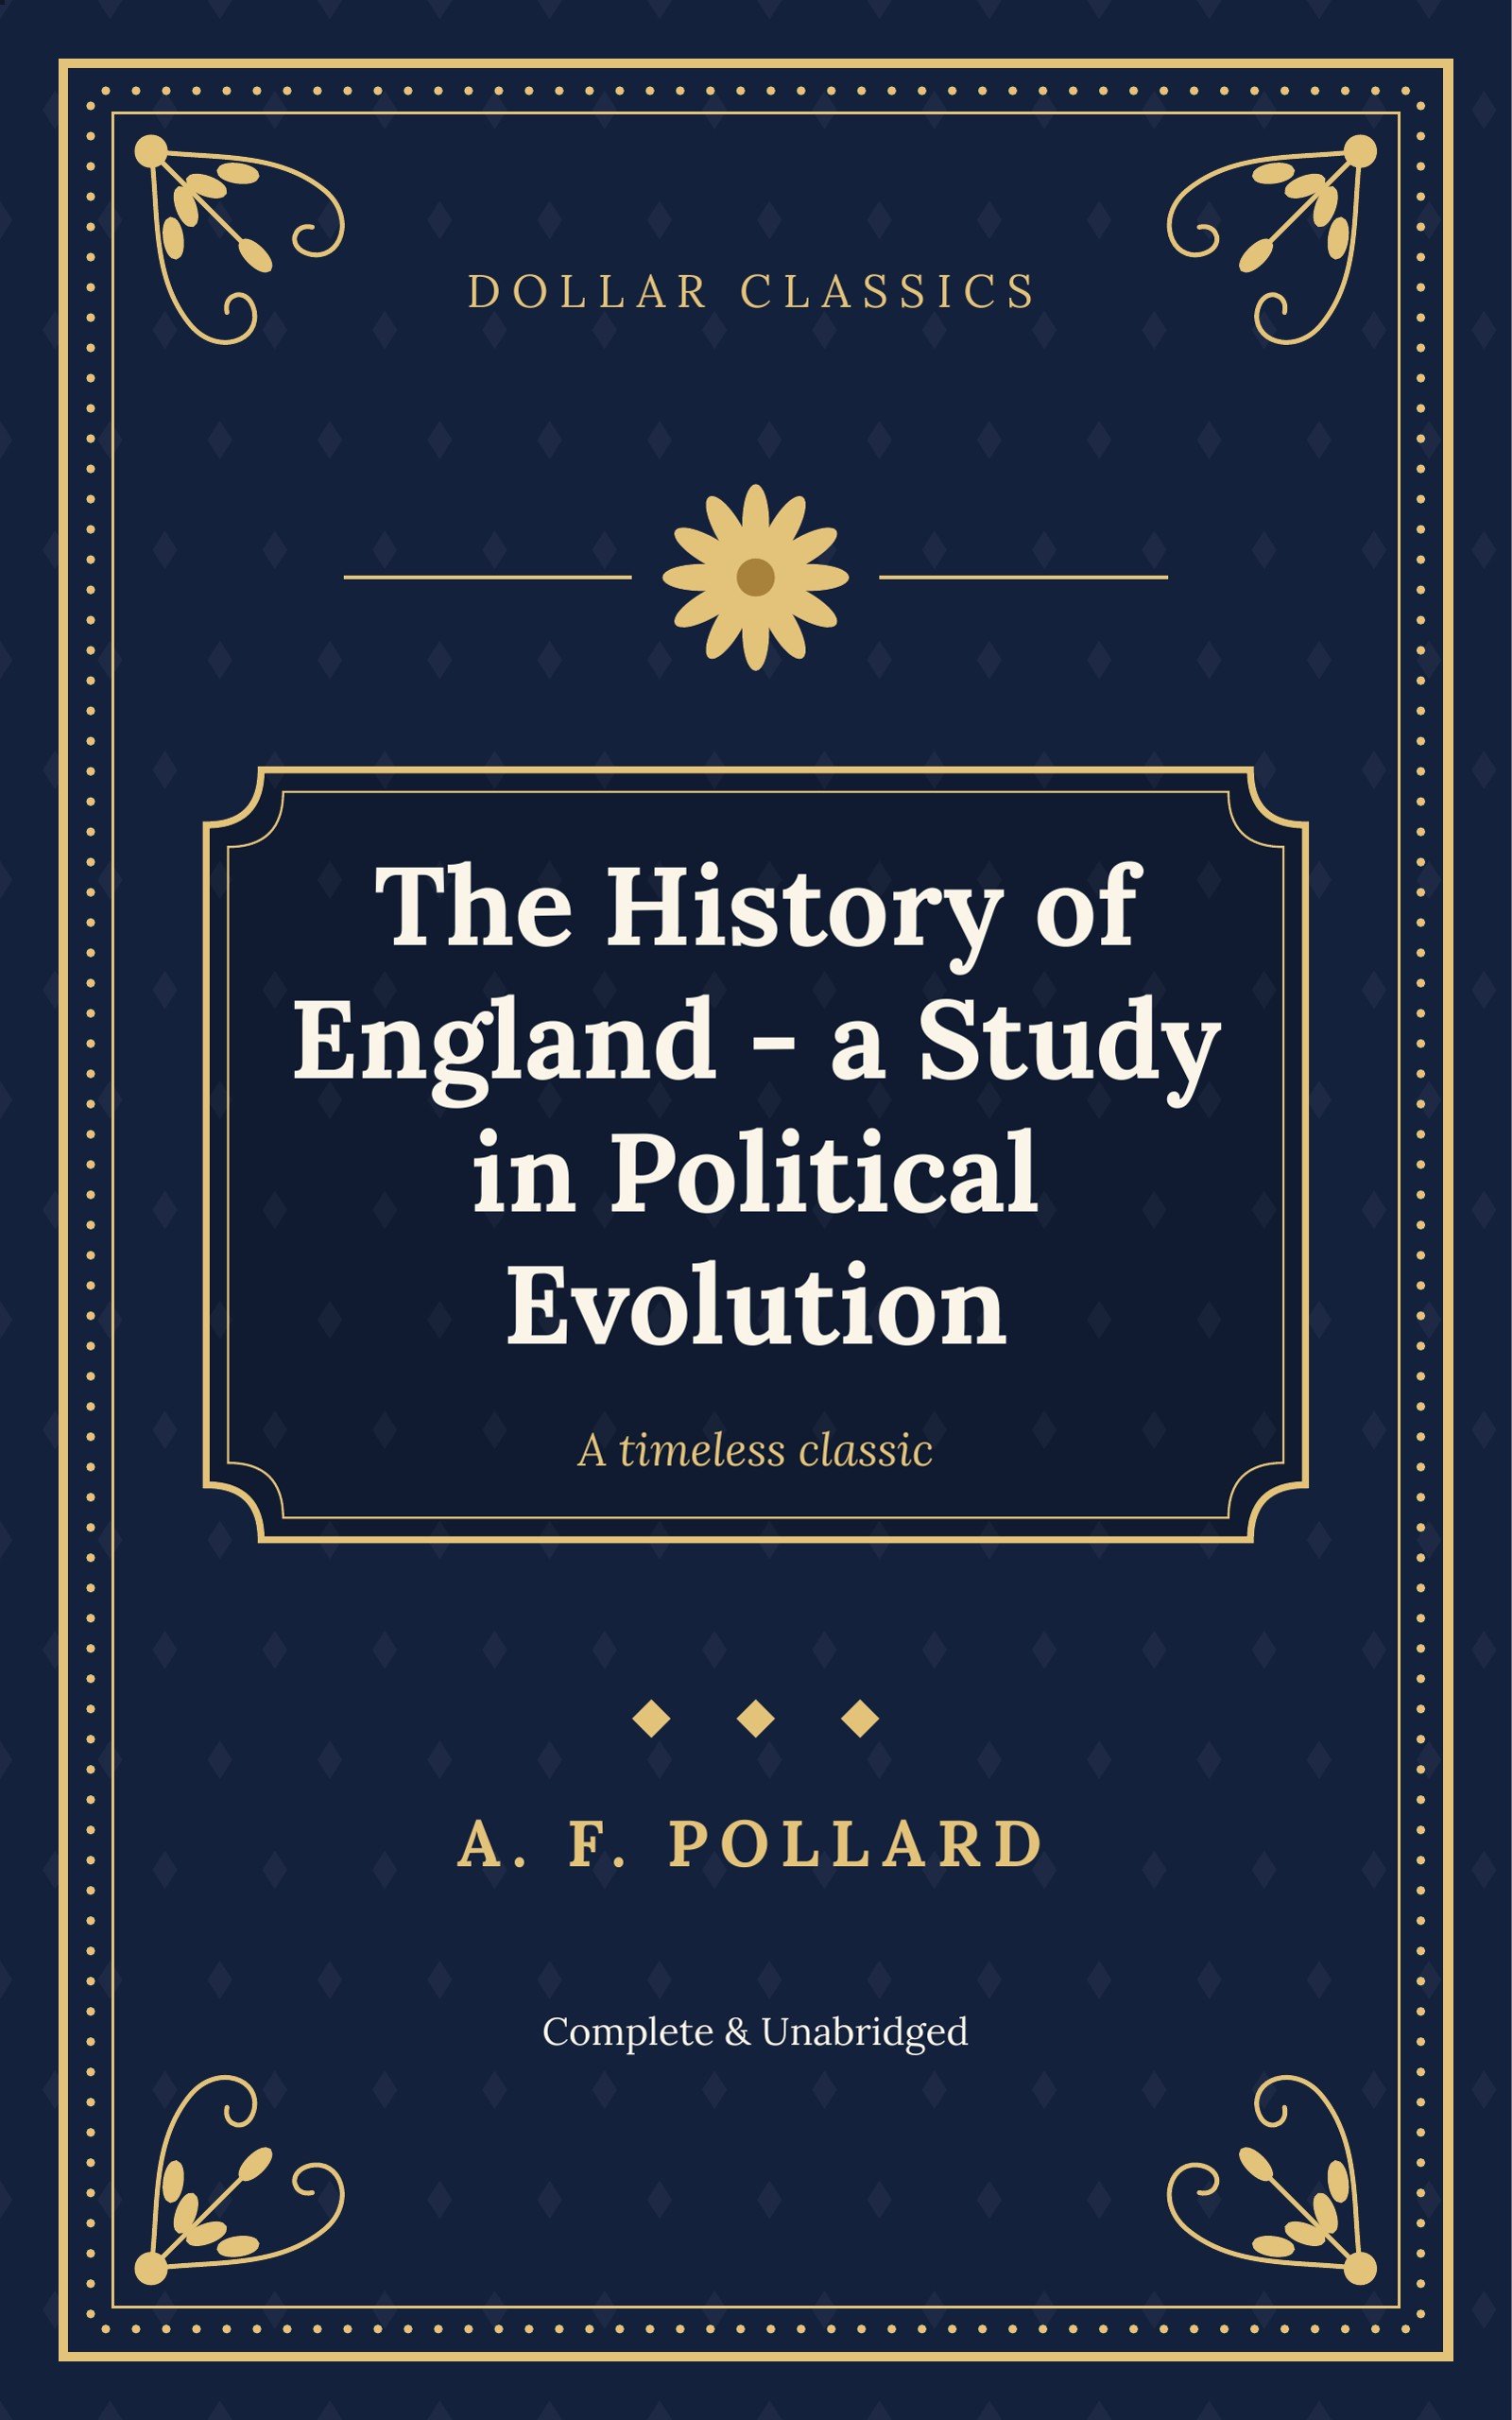 DOLLAR CLASSICS
The History of
England - a Study
in Political
Evolution
A timeless classic
A. F. POLLARD
Complete & Unabridged